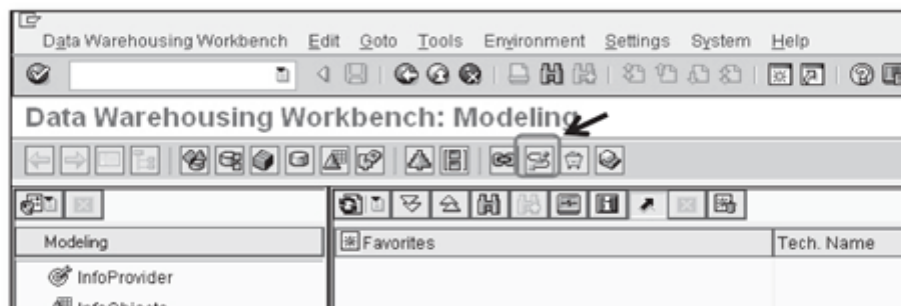 Data Warehousing Workbench Edit Goto Tools Environment Settings System Help
Data Warehousing Workbench: Modeling
Modeling
Favorites
Tech. Name
InfoProvider
InfoObjects